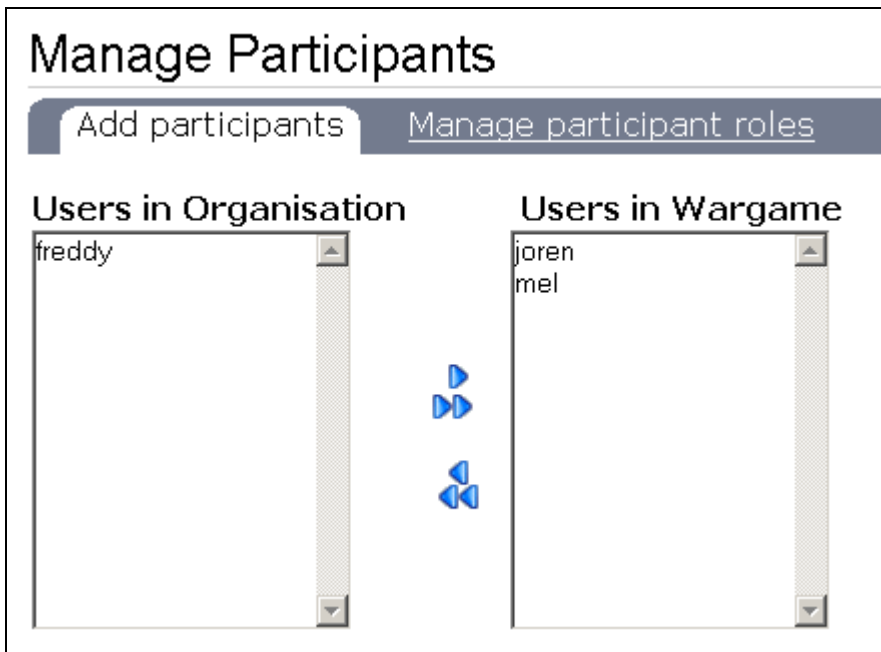 Manage Participants
Add participants Manage participant roles
Users in Organisation Users in Wargame
freddy joren
mel